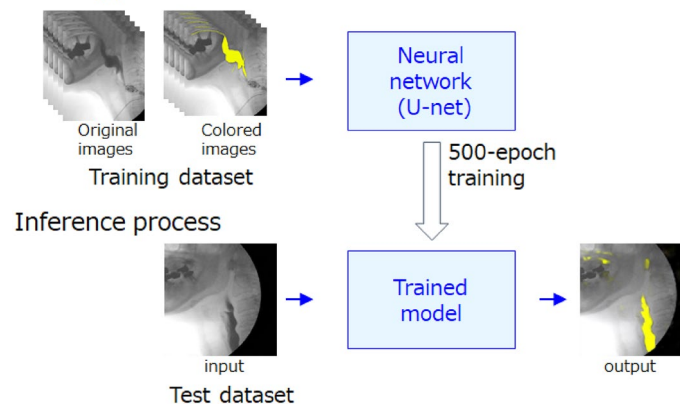 Neural
network
(U-net)
Original
images
Colored
images
Training dataset
500-epoch
training
Inference process
Trained
model
input
output
Test dataset